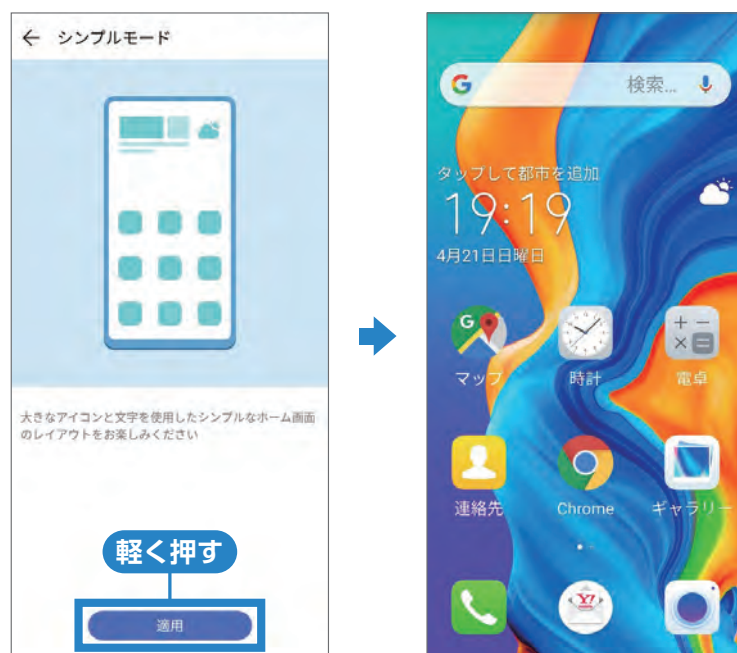 シンプルモード
大きなアイコンと文字を使用したシンプルなホーム画面
のレイアウトをお楽しみください
軽く押す
適用
G 検索...
タップして都市を追加
19:19
4月21日日曜日
G
マップ 時計 電卓
連絡先 Chrome ギャラリー
Y!